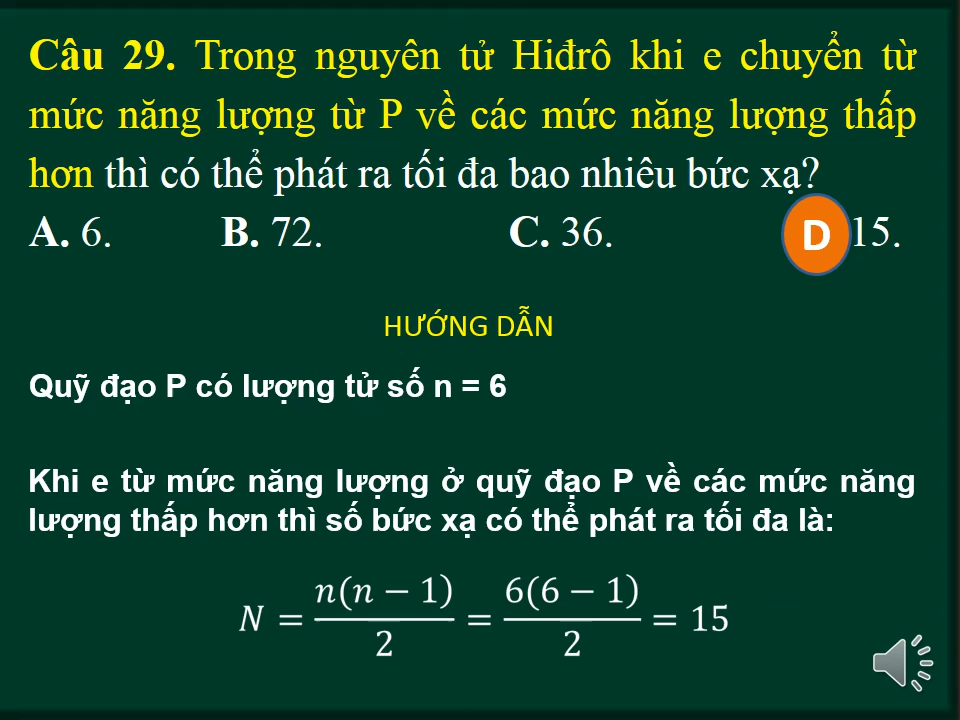 Câu 29. Trong nguyên tử Hiđrô khi e chuyển từ
mức năng lượng từ P về các mức năng lượng thấp
hơn thì có thể phát ra tối đa bao nhiêu bức xạ?
A. 6. B. 72. C. 36. D 15.
HƯỚNG DẪN
Quỹ đạo P có lượng tử số n = 6
Khi e từ mức năng lượng ở quỹ đạo P về các mức năng
lượng thấp hơn thì số bức xạ có thể phát ra tối đa là:
N = n(n − 1)/2 = 6(6 − 1)/2 = 15